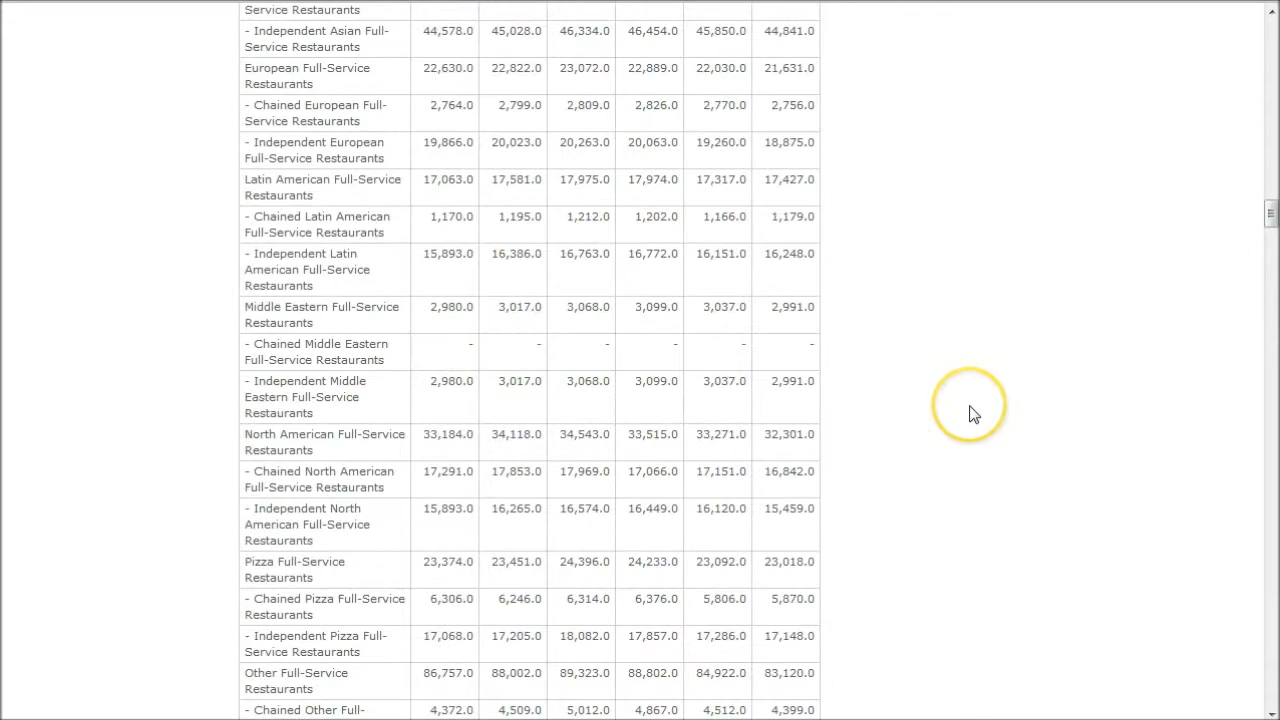 Service Restaurants
- Independent Asian Full- 44,578.0 45,028.0 46,334.0 46,454.0 45,850.0 44,841.0
Service Restaurants
European Full-Service 22,630.0 22,822.0 23,072.0 22,889.0 22,030.0 21,631.0
Restaurants
- Chained European Full- 2,764.0 2,799.0 2,809.0 2,826.0 2,770.0 2,756.0
Service Restaurants
- Independent European 19,866.0 20,023.0 20,263.0 20,063.0 19,260.0 18,875.0
Full-Service Restaurants
Latin American Full-Service 17,063.0 17,581.0 17,975.0 17,974.0 17,317.0 17,427.0
Restaurants
- Chained Latin American 1,170.0 1,195.0 1,212.0 1,202.0 1,166.0 1,179.0
Full-Service Restaurants
- Independent Latin 15,893.0 16,386.0 16,763.0 16,772.0 16,151.0 16,248.0
American Full-Service
Restaurants
Middle Eastern Full-Service 2,980.0 3,017.0 3,068.0 3,099.0 3,037.0 2,991.0
Restaurants
- Chained Middle Eastern - - - - - -
Full-Service Restaurants
- Independent Middle 2,980.0 3,017.0 3,068.0 3,099.0 3,037.0 2,991.0
Eastern Full-Service
Restaurants
North American Full-Service 33,184.0 34,118.0 34,543.0 33,515.0 33,271.0 32,301.0
Restaurants
- Chained North American 17,291.0 17,853.0 17,969.0 17,066.0 17,151.0 16,842.0
Full-Service Restaurants
- Independent North 15,893.0 16,265.0 16,574.0 16,449.0 16,120.0 15,459.0
American Full-Service
Restaurants
Pizza Full-Service 23,374.0 23,451.0 24,396.0 24,233.0 23,092.0 23,018.0
Restaurants
- Chained Pizza Full-Service 6,306.0 6,246.0 6,314.0 6,376.0 5,806.0 5,870.0
Restaurants
- Independent Pizza Full- 17,068.0 17,205.0 18,082.0 17,857.0 17,286.0 17,148.0
Service Restaurants
Other Full-Service 86,757.0 88,002.0 89,323.0 88,802.0 84,922.0 83,120.0
Restaurants
- Chained Other Full- 4,372.0 4,509.0 5,012.0 4,867.0 4,512.0 4,399.0